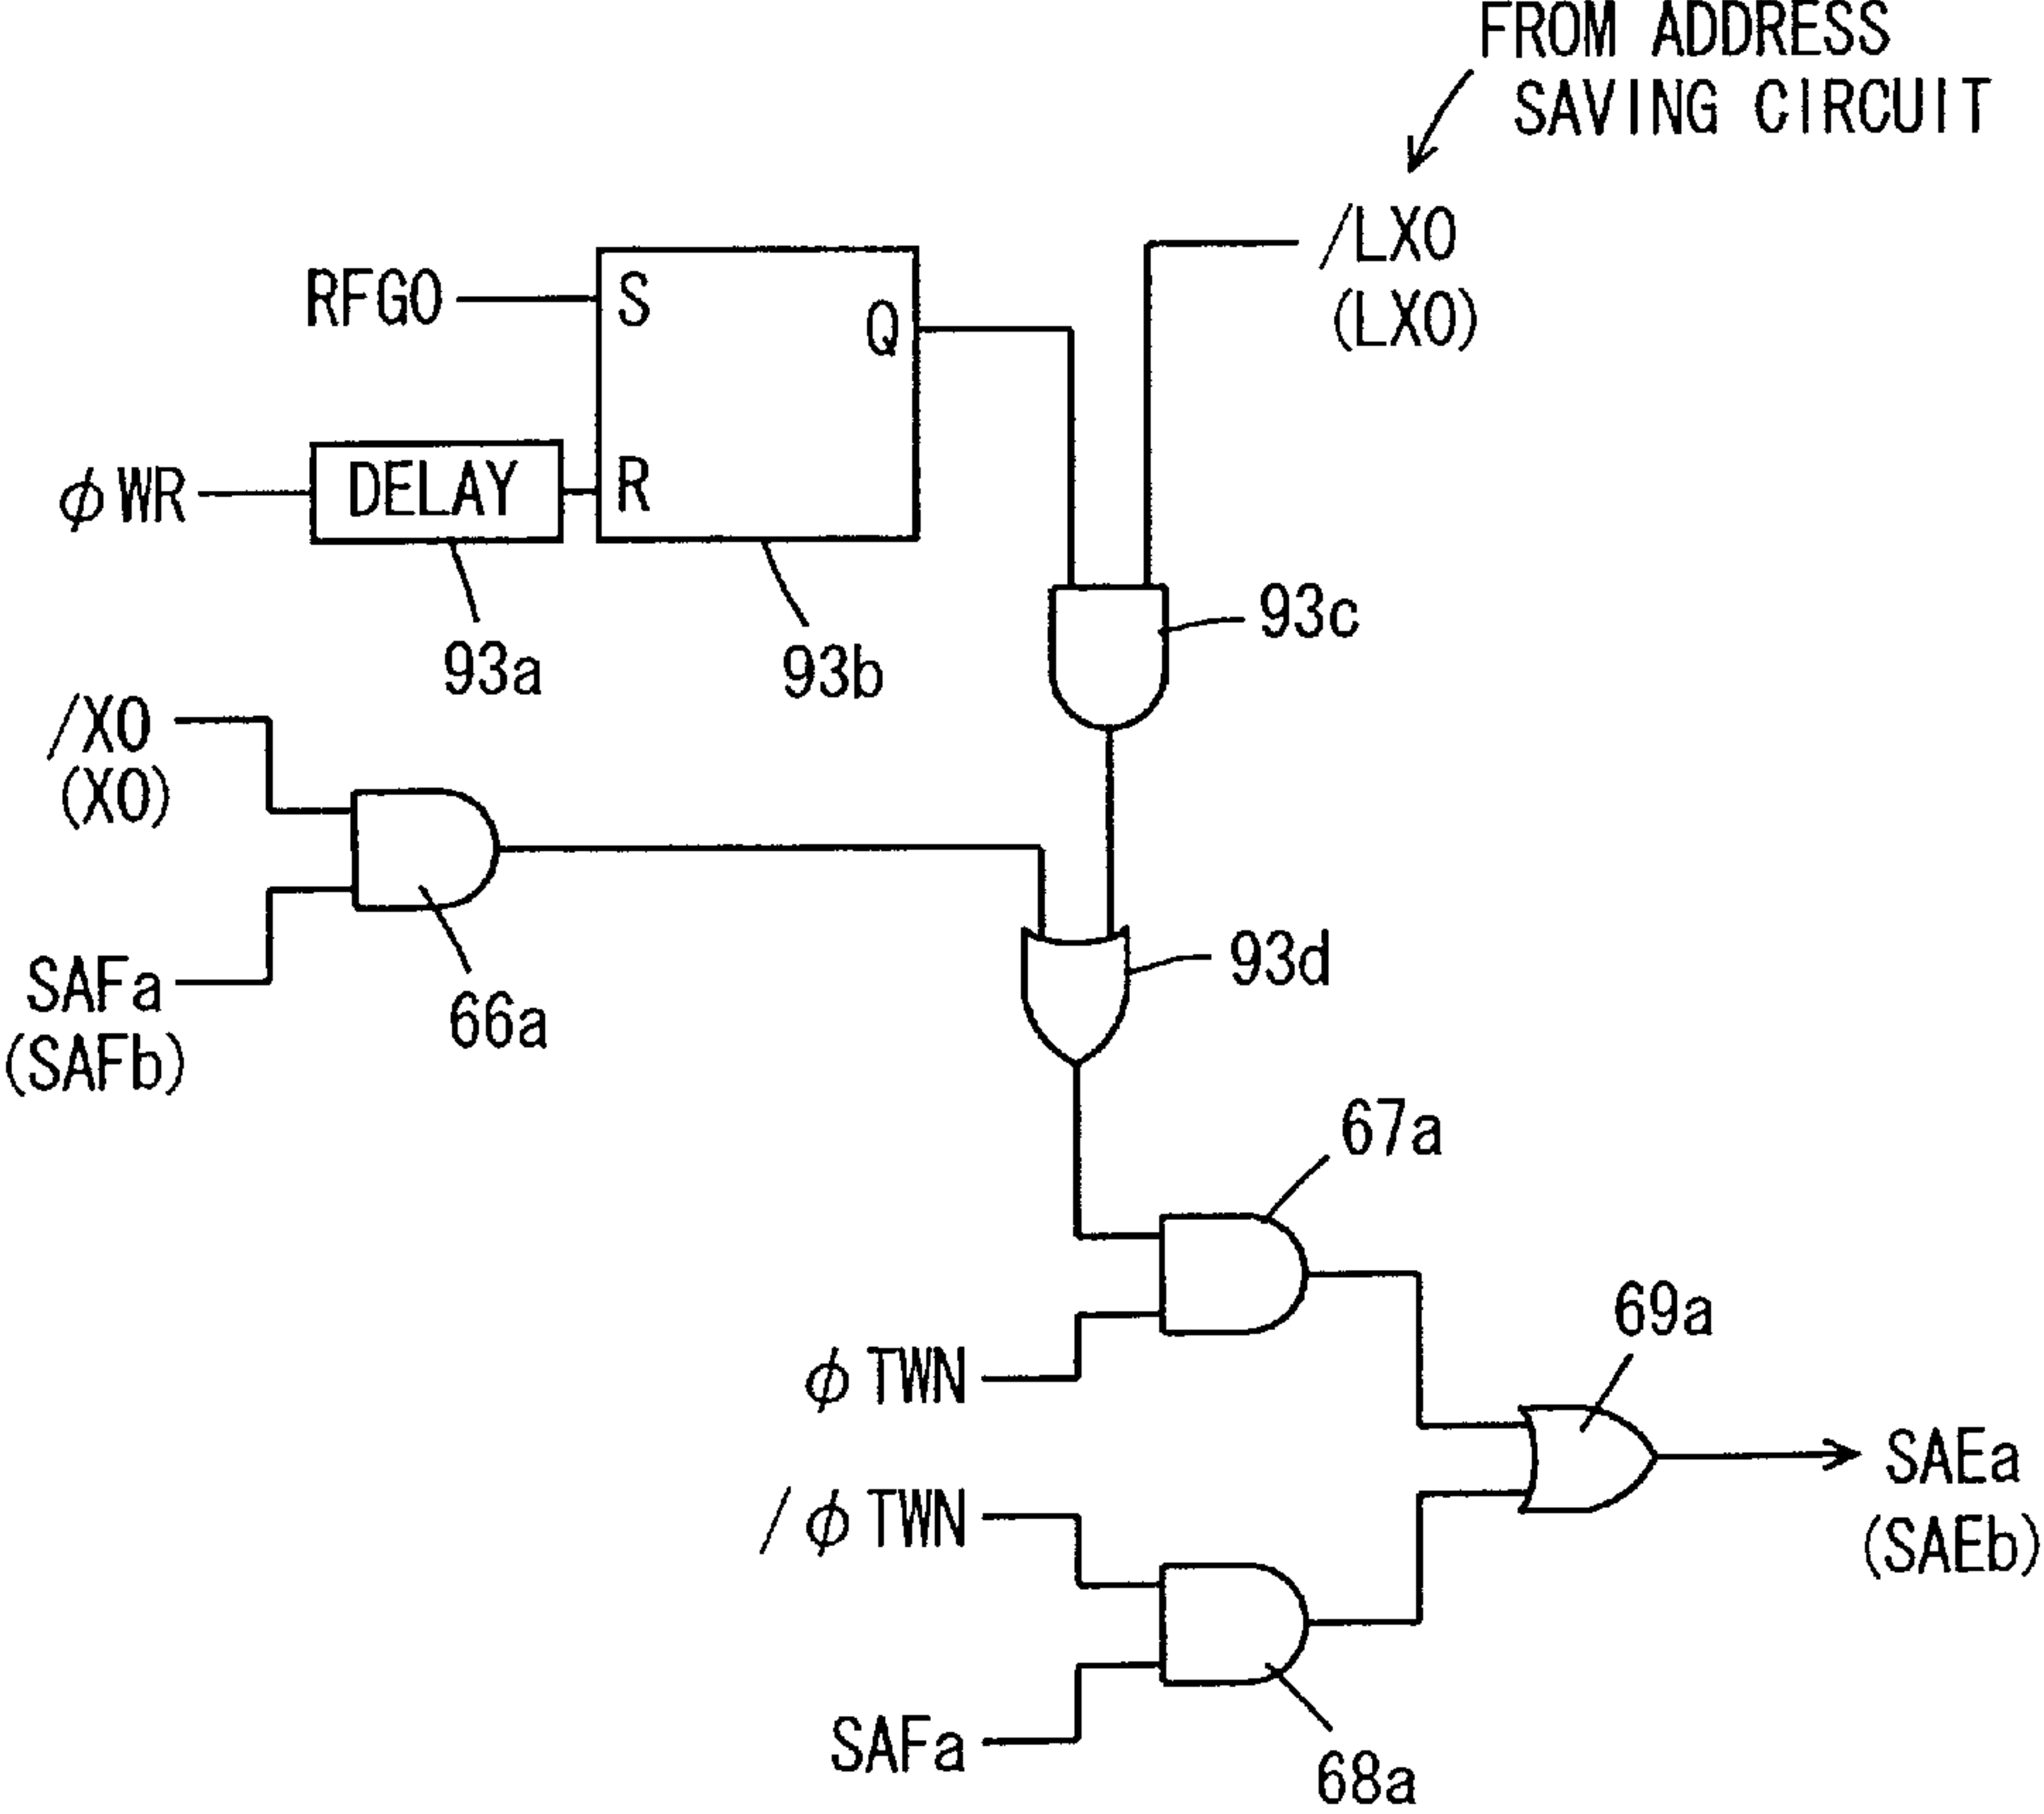 FROM ADDRESS
SAVING CIRCUIT
/LX0
(LX0)
RFG0
S
Q
φWR
DELAY
R
93a
93b
93c
/X0
(X0)
SAFa
(SAFb)
66a
93d
67a
φTWN
69a
SAEa
(SAEb)
/φTWN
SAFa
68a